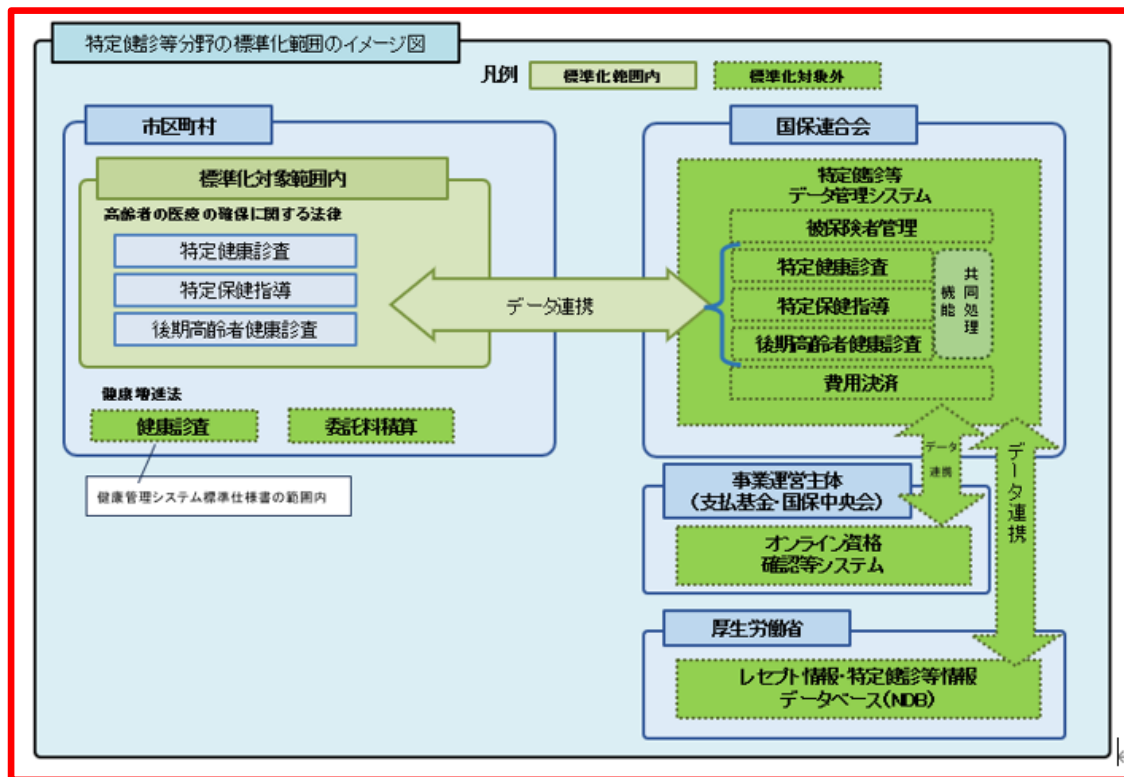 特定健診等分野の標準化範囲のイメージ図
凡例
標準化範囲内
標準化対象外
市区町村
標準化対象範囲内
高齢者の医療の確保に関する法律
特定健康診査
特定保健指導
後期高齢者健康診査
健康増進法
健康診査
委託料積算
健康管理システム標準仕様書の範囲内
データ連携
国保連合会
特定健診等
データ管理システム
被保険者管理
特定健康診査
特定保健指導
後期高齢者健康診査
共同処理
機能
費用決済
データ
連携
データ連携
事業運営主体
(支払基金・国保中央会)
オンライン資格
確認等システム
厚生労働省
レセプト情報・特定健診等情報
データベース(NDB)